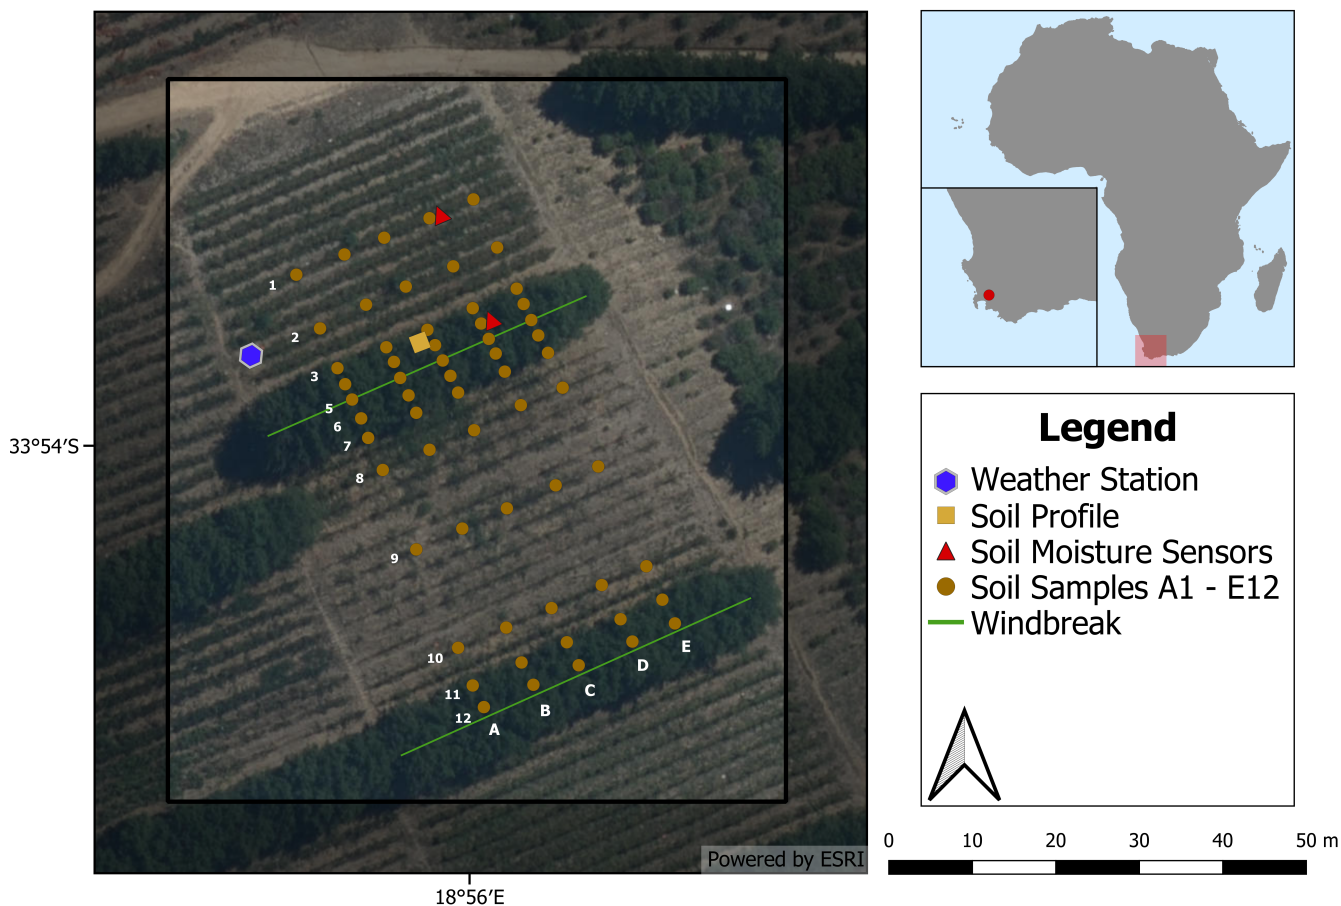 1
2
3
5
6
7
8
9
10
11
12
A
B
C
D
E
33°54′S
18°56′E
Powered by ESRI
Legend
Weather Station
Soil Profile
Soil Moisture Sensors
Soil Samples A1 - E12
Windbreak
0 10 20 30 40 50 m